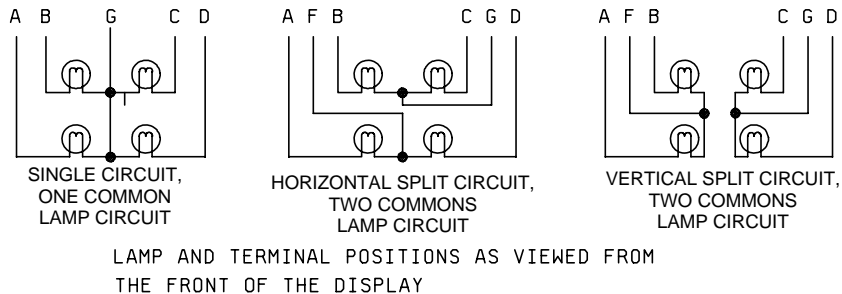 A B G C D
A F B C G D
A F B C G D
SINGLE CIRCUIT,
ONE COMMON
LAMP CIRCUIT
HORIZONTAL SPLIT CIRCUIT,
TWO COMMONS
LAMP CIRCUIT
VERTICAL SPLIT CIRCUIT,
TWO COMMONS
LAMP CIRCUIT
LAMP AND TERMINAL POSITIONS AS VIEWED FROM
THE FRONT OF THE DISPLAY